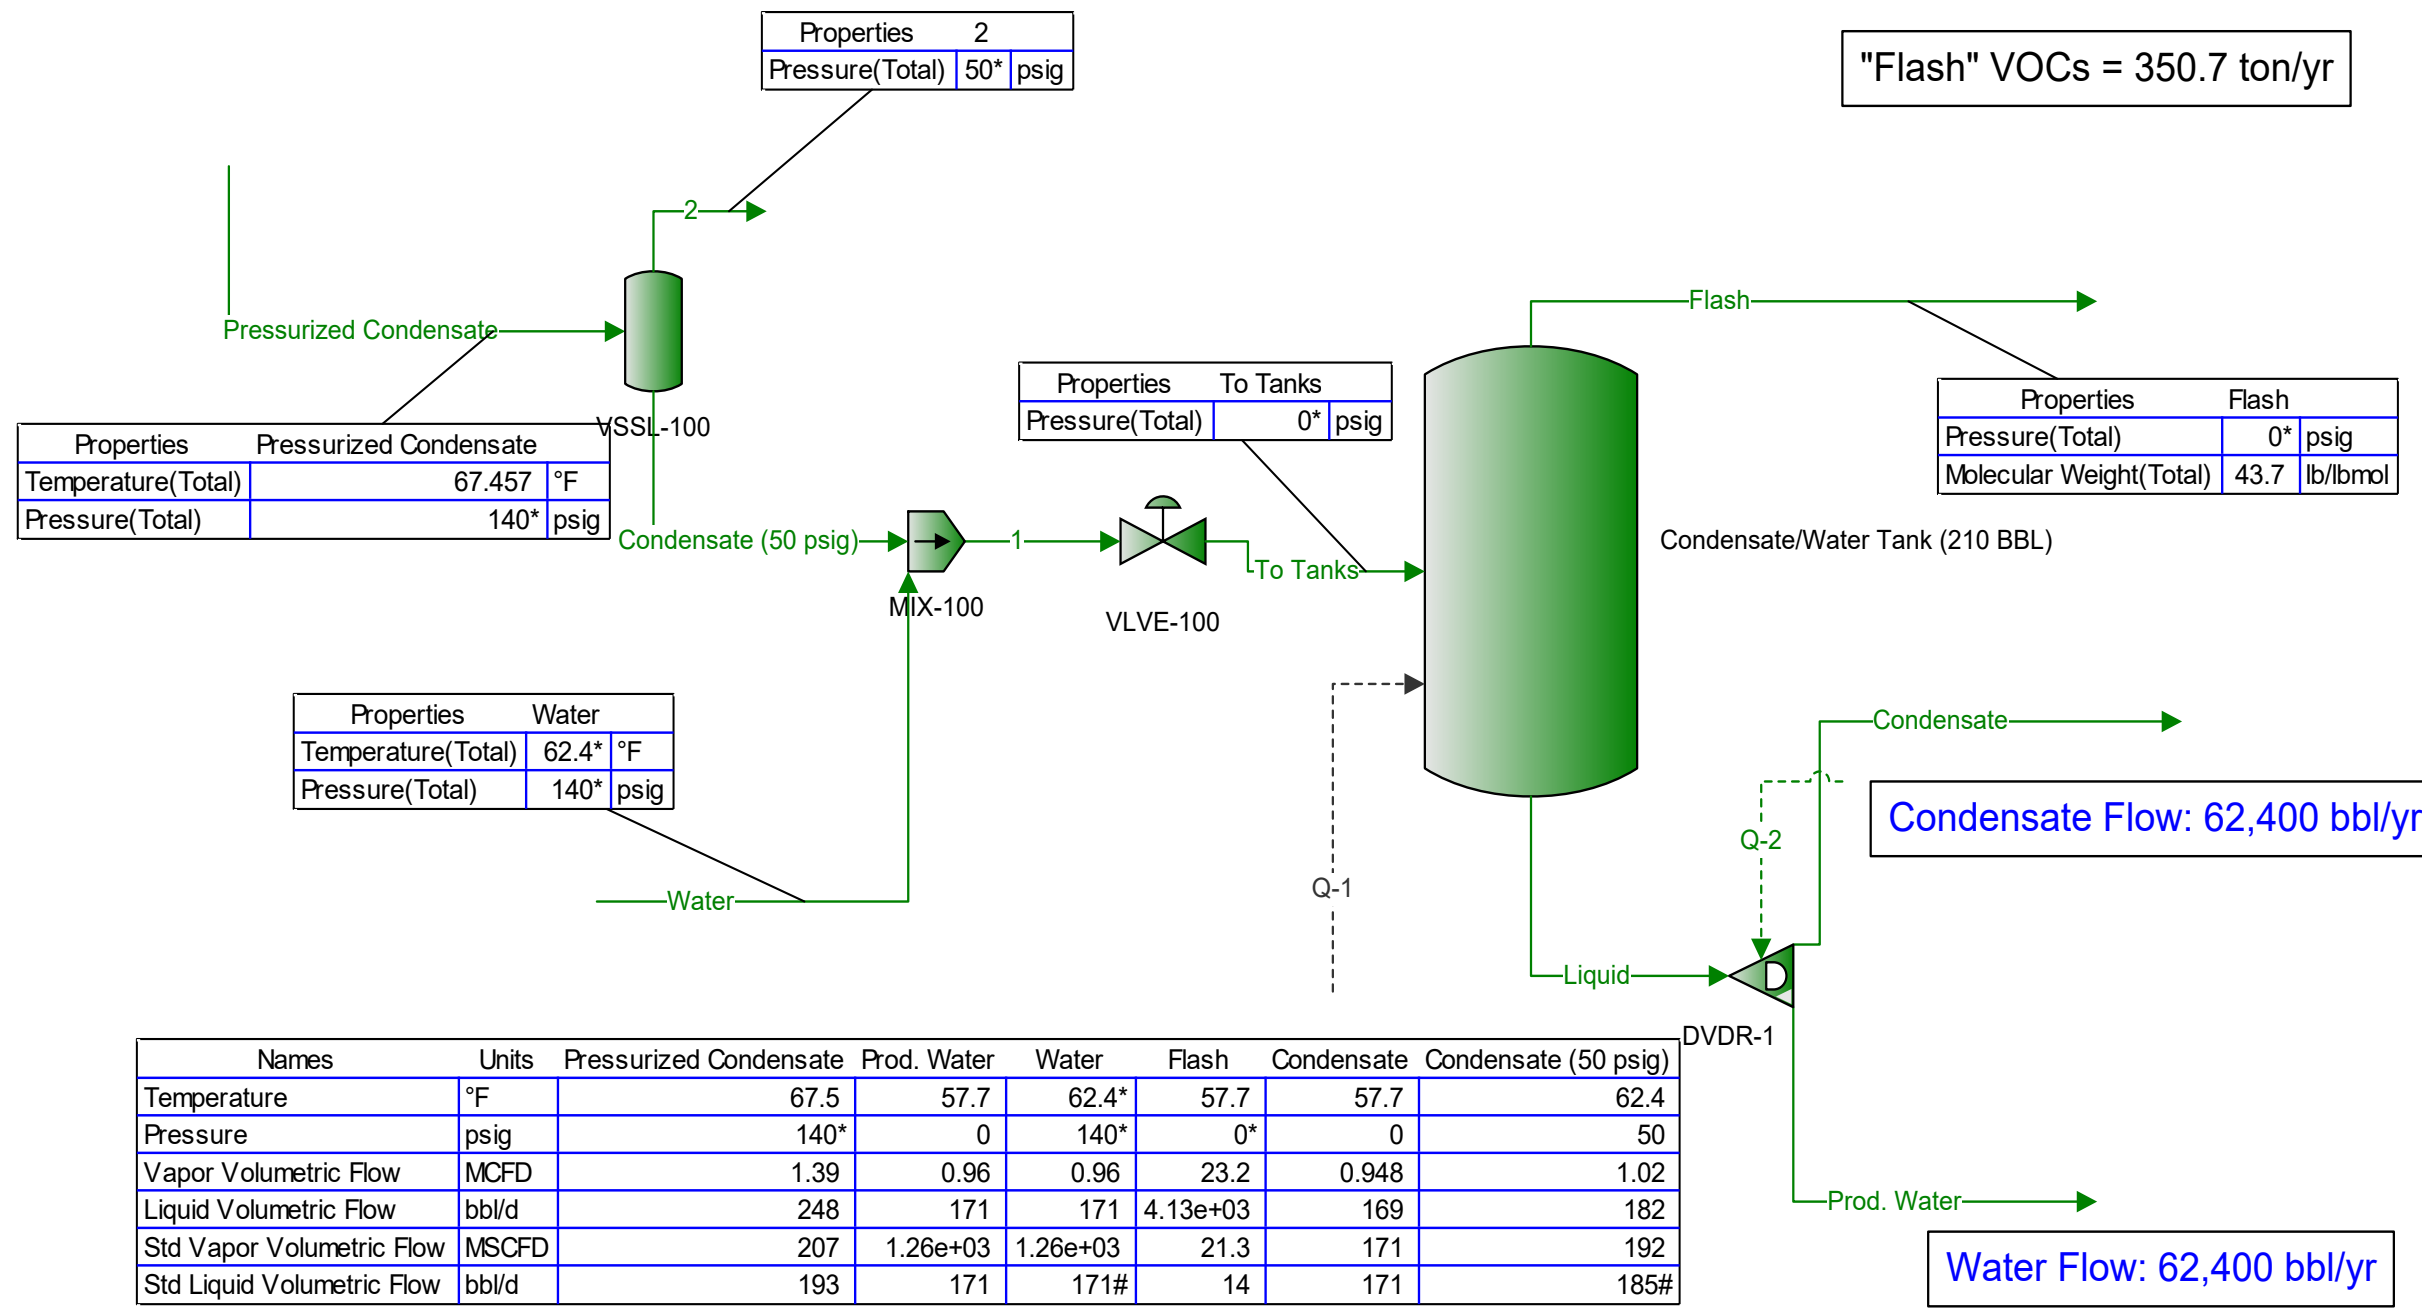 Properties 2
Pressure(Total) 50* psig
"Flash" VOCs = 350.7 ton/yr
2
Flash
Pressurized Condensate
Properties To Tanks
Pressure(Total) 0* psig
Properties Flash
Pressure(Total) 0* psig
Molecular Weight(Total) 43.7 lb/lbmol
VSSL-100
Properties Pressurized Condensate
Temperature(Total) 67.457 °F
Pressure(Total) 140* psig
Condensate (50 psig)
1
To Tanks
Condensate/Water Tank (210 BBL)
MIX-100
VLVE-100
Properties Water
Temperature(Total) 62.4* °F
Pressure(Total) 140* psig
Condensate
Condensate Flow: 62,400 bbl/yr
Q-2
Q-1
Water
Liquid
DVDR-1
Names Units Pressurized Condensate Prod. Water Water Flash Condensate Condensate (50 psig)
Temperature °F 67.5 57.7 62.4* 57.7 57.7 62.4
Pressure psig 140* 0 140* 0* 0 50
Vapor Volumetric Flow MCFD 1.39 0.96 0.96 23.2 0.948 1.02
Liquid Volumetric Flow bbl/d 248 171 171 4.13e+03 169 182
Std Vapor Volumetric Flow MSCFD 207 1.26e+03 1.26e+03 21.3 171 192
Std Liquid Volumetric Flow bbl/d 193 171 171# 14 171 185#
Prod. Water
Water Flow: 62,400 bbl/yr